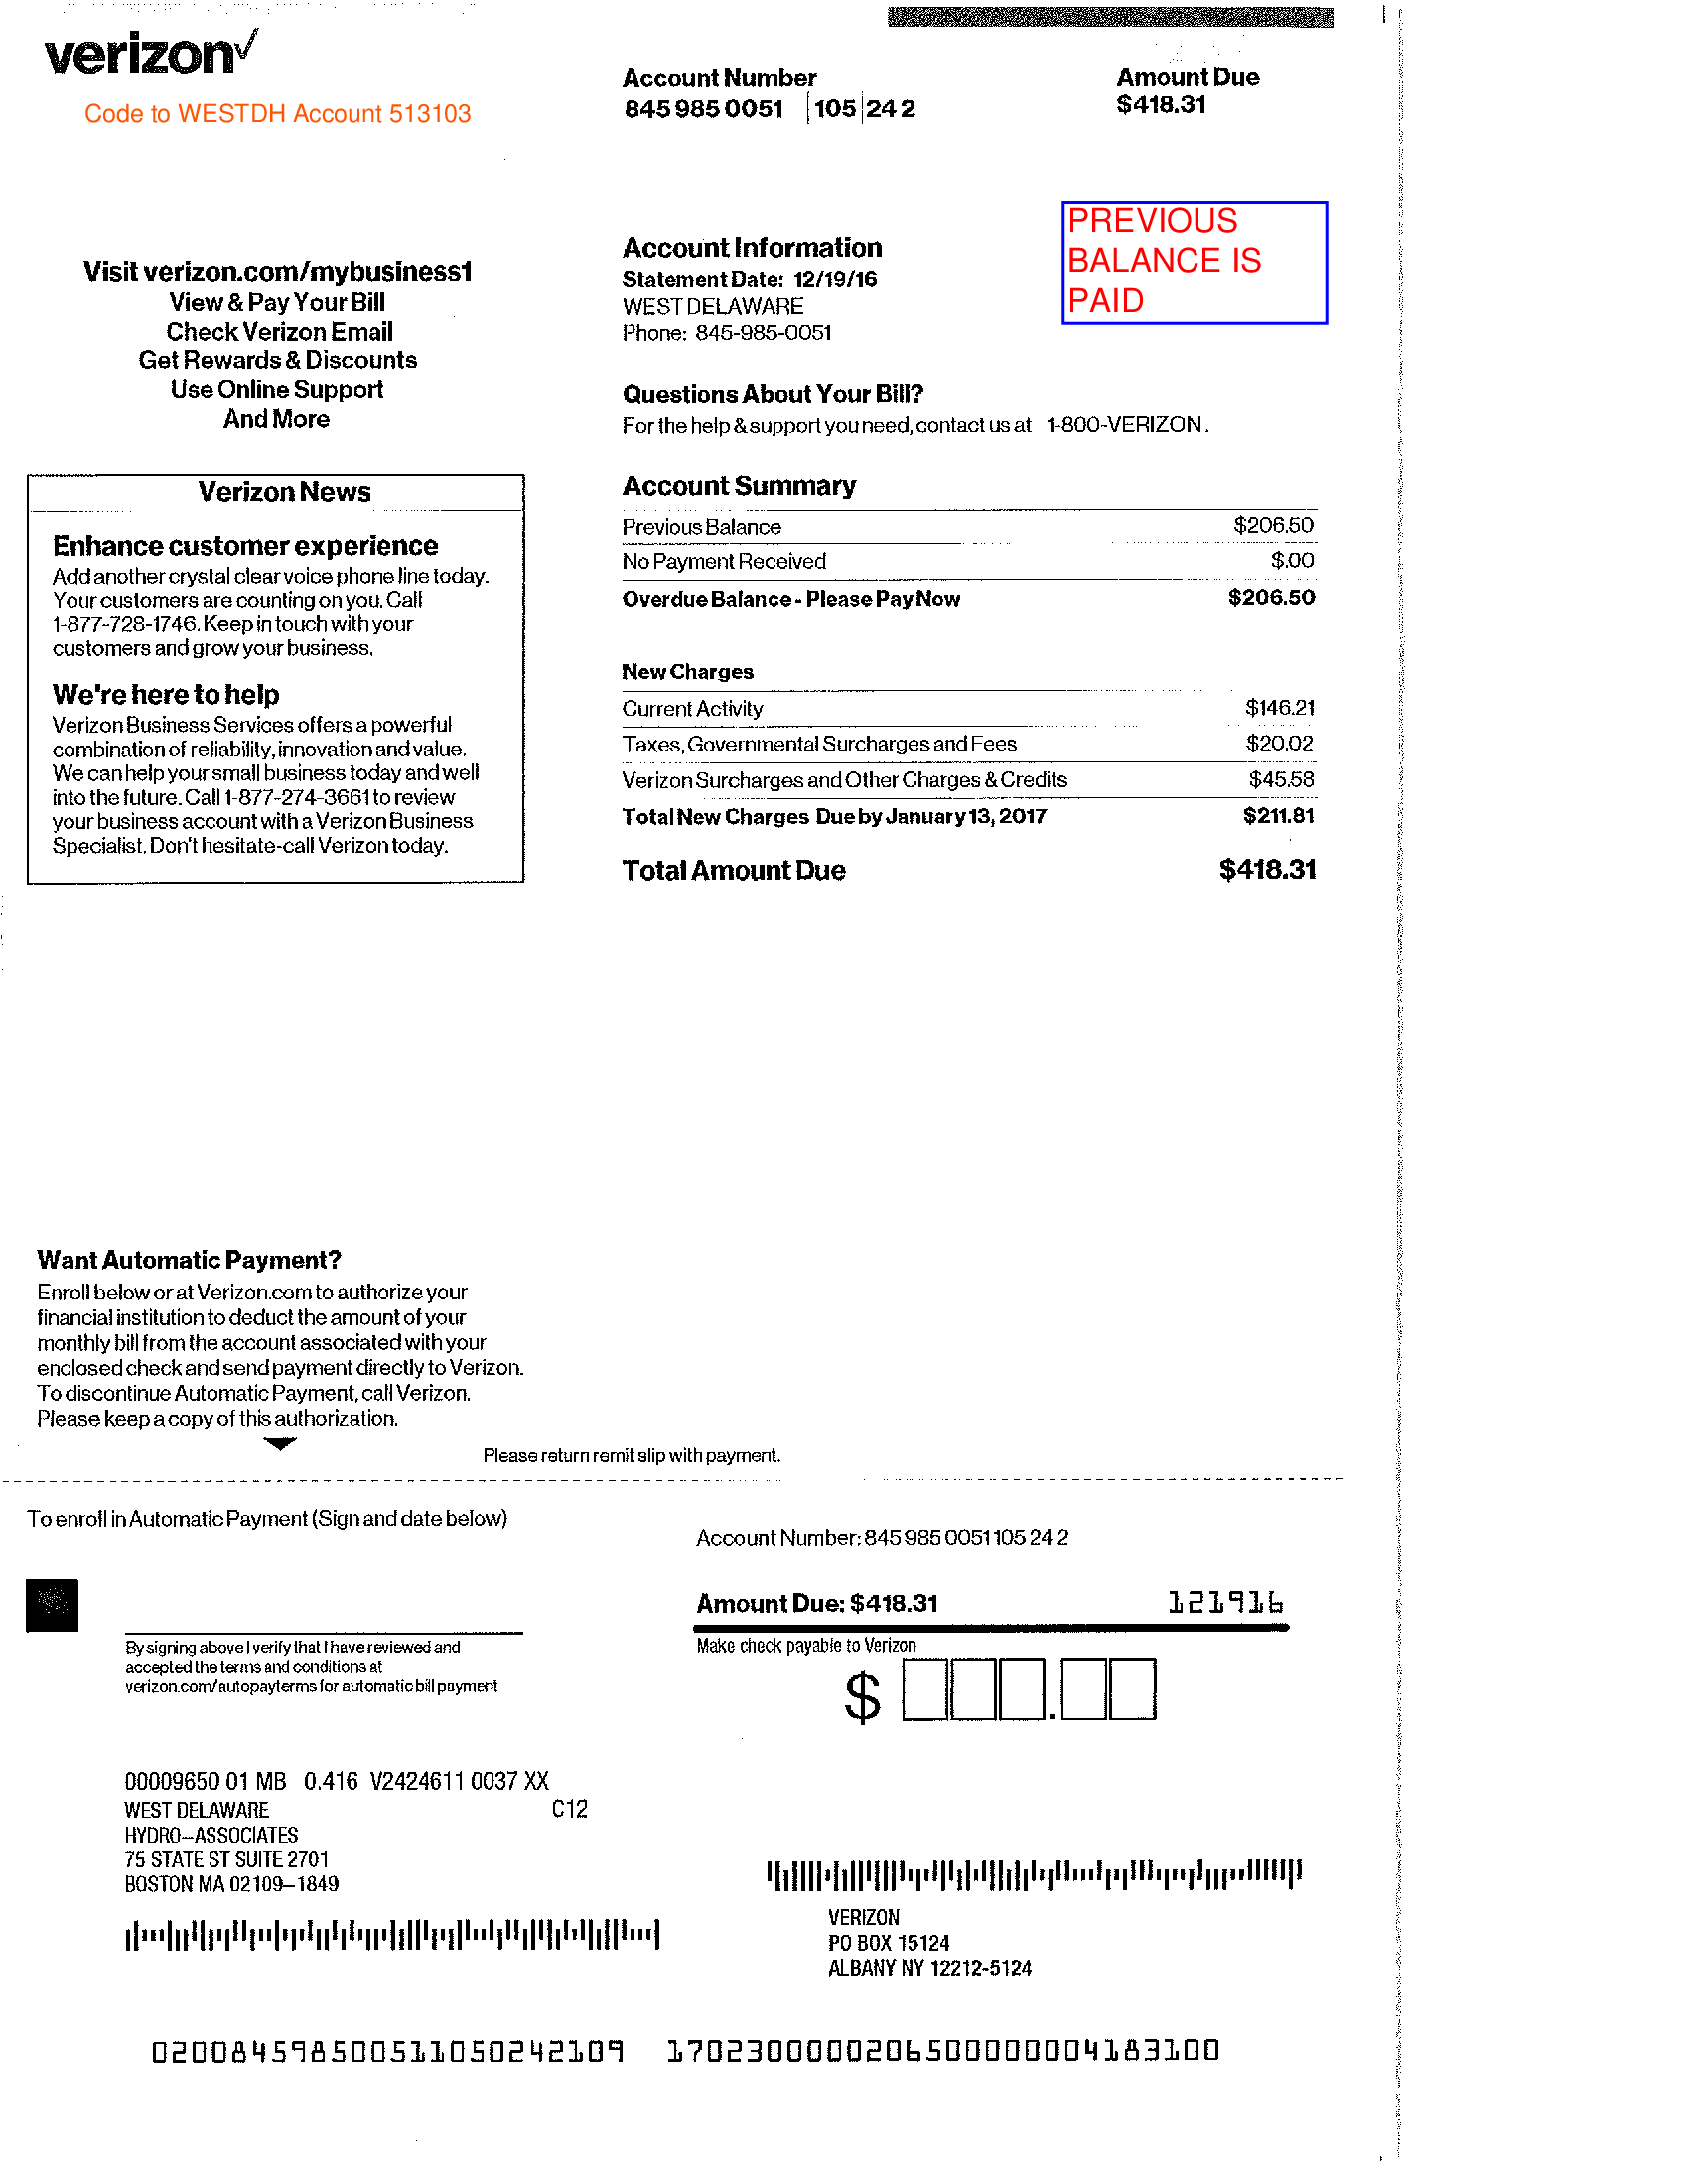 verizon✓
Code to WESTDH Account 513103
Account Number
845 985 0051 105 24 2
Amount Due
$418.31
PREVIOUS
BALANCE IS
PAID
Visit verizon.com/mybusiness1
View & Pay Your Bill
Check Verizon Email
Get Rewards & Discounts
Use Online Support
And More
Account Information
Statement Date: 12/19/16
WEST DELAWARE
Phone: 845-985-0051
Questions About Your Bill?
For the help & support you need, contact us at 1-800-VERIZON.
Verizon News
Enhance customer experience
Add another crystal clear voice phone line today.
Your customers are counting on you. Call
1-877-728-1746. Keep in touch with your
customers and grow your business.
We're here to help
Verizon Business Services offers a powerful
combination of reliability, innovation and value.
We can help your small business today and well
into the future. Call 1-877-274-3661 to review
your business account with a Verizon Business
Specialist. Don't hesitate-call Verizon today.
Account Summary
Previous Balance $206.50
No Payment Received $.00
Overdue Balance - Please Pay Now $206.50
New Charges
Current Activity $146.21
Taxes, Governmental Surcharges and Fees $20.02
Verizon Surcharges and Other Charges & Credits $45.58
Total New Charges Due by January 13, 2017 $211.81
Total Amount Due $418.31
Want Automatic Payment?
Enroll below or at Verizon.com to authorize your
financial institution to deduct the amount of your
monthly bill from the account associated with your
enclosed check and send payment directly to Verizon.
To discontinue Automatic Payment, call Verizon.
Please keep a copy of this authorization.
Please return remit slip with payment.
To enroll in Automatic Payment (Sign and date below)
Account Number: 845 985 0051 105 24 2
Amount Due: $418.31 121916
By signing above I verify that I have reviewed and
accepted the terms and conditions at
verizon.com/autopayterms for automatic bill payment
Make check payable to Verizon
$ .
00009650 01 MB 0.416 V2424611 0037 XX
WEST DELAWARE C12
HYDRO-ASSOCIATES
75 STATE ST SUITE 2701
BOSTON MA 02109-1849
VERIZON
PO BOX 15124
ALBANY NY 12212-5124
02008459850051105024 2109 1702300000206500000004183100